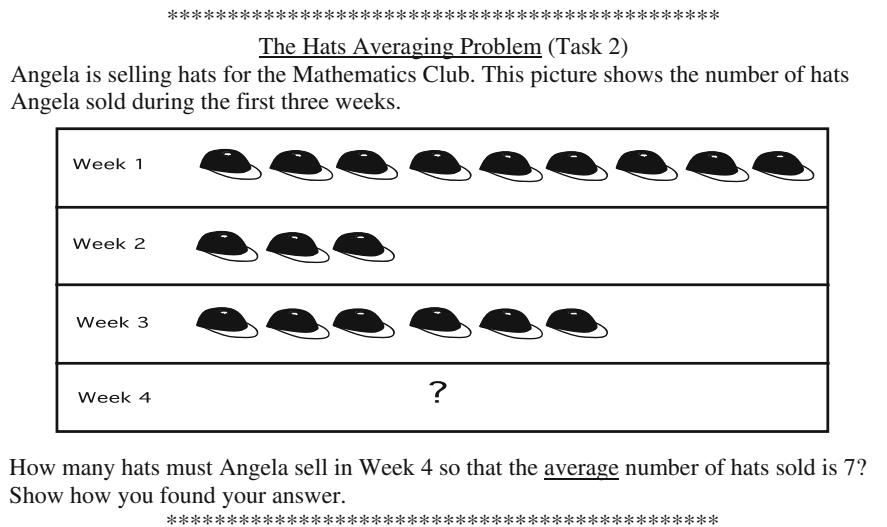 **********************************************
The Hats Averaging Problem (Task 2)
Angela is selling hats for the Mathematics Club. This picture shows the number of hats
Angela sold during the first three weeks.
Week 1
Week 2
Week 3
Week 4 ?
How many hats must Angela sell in Week 4 so that the average number of hats sold is 7?
Show how you found your answer.
**********************************************